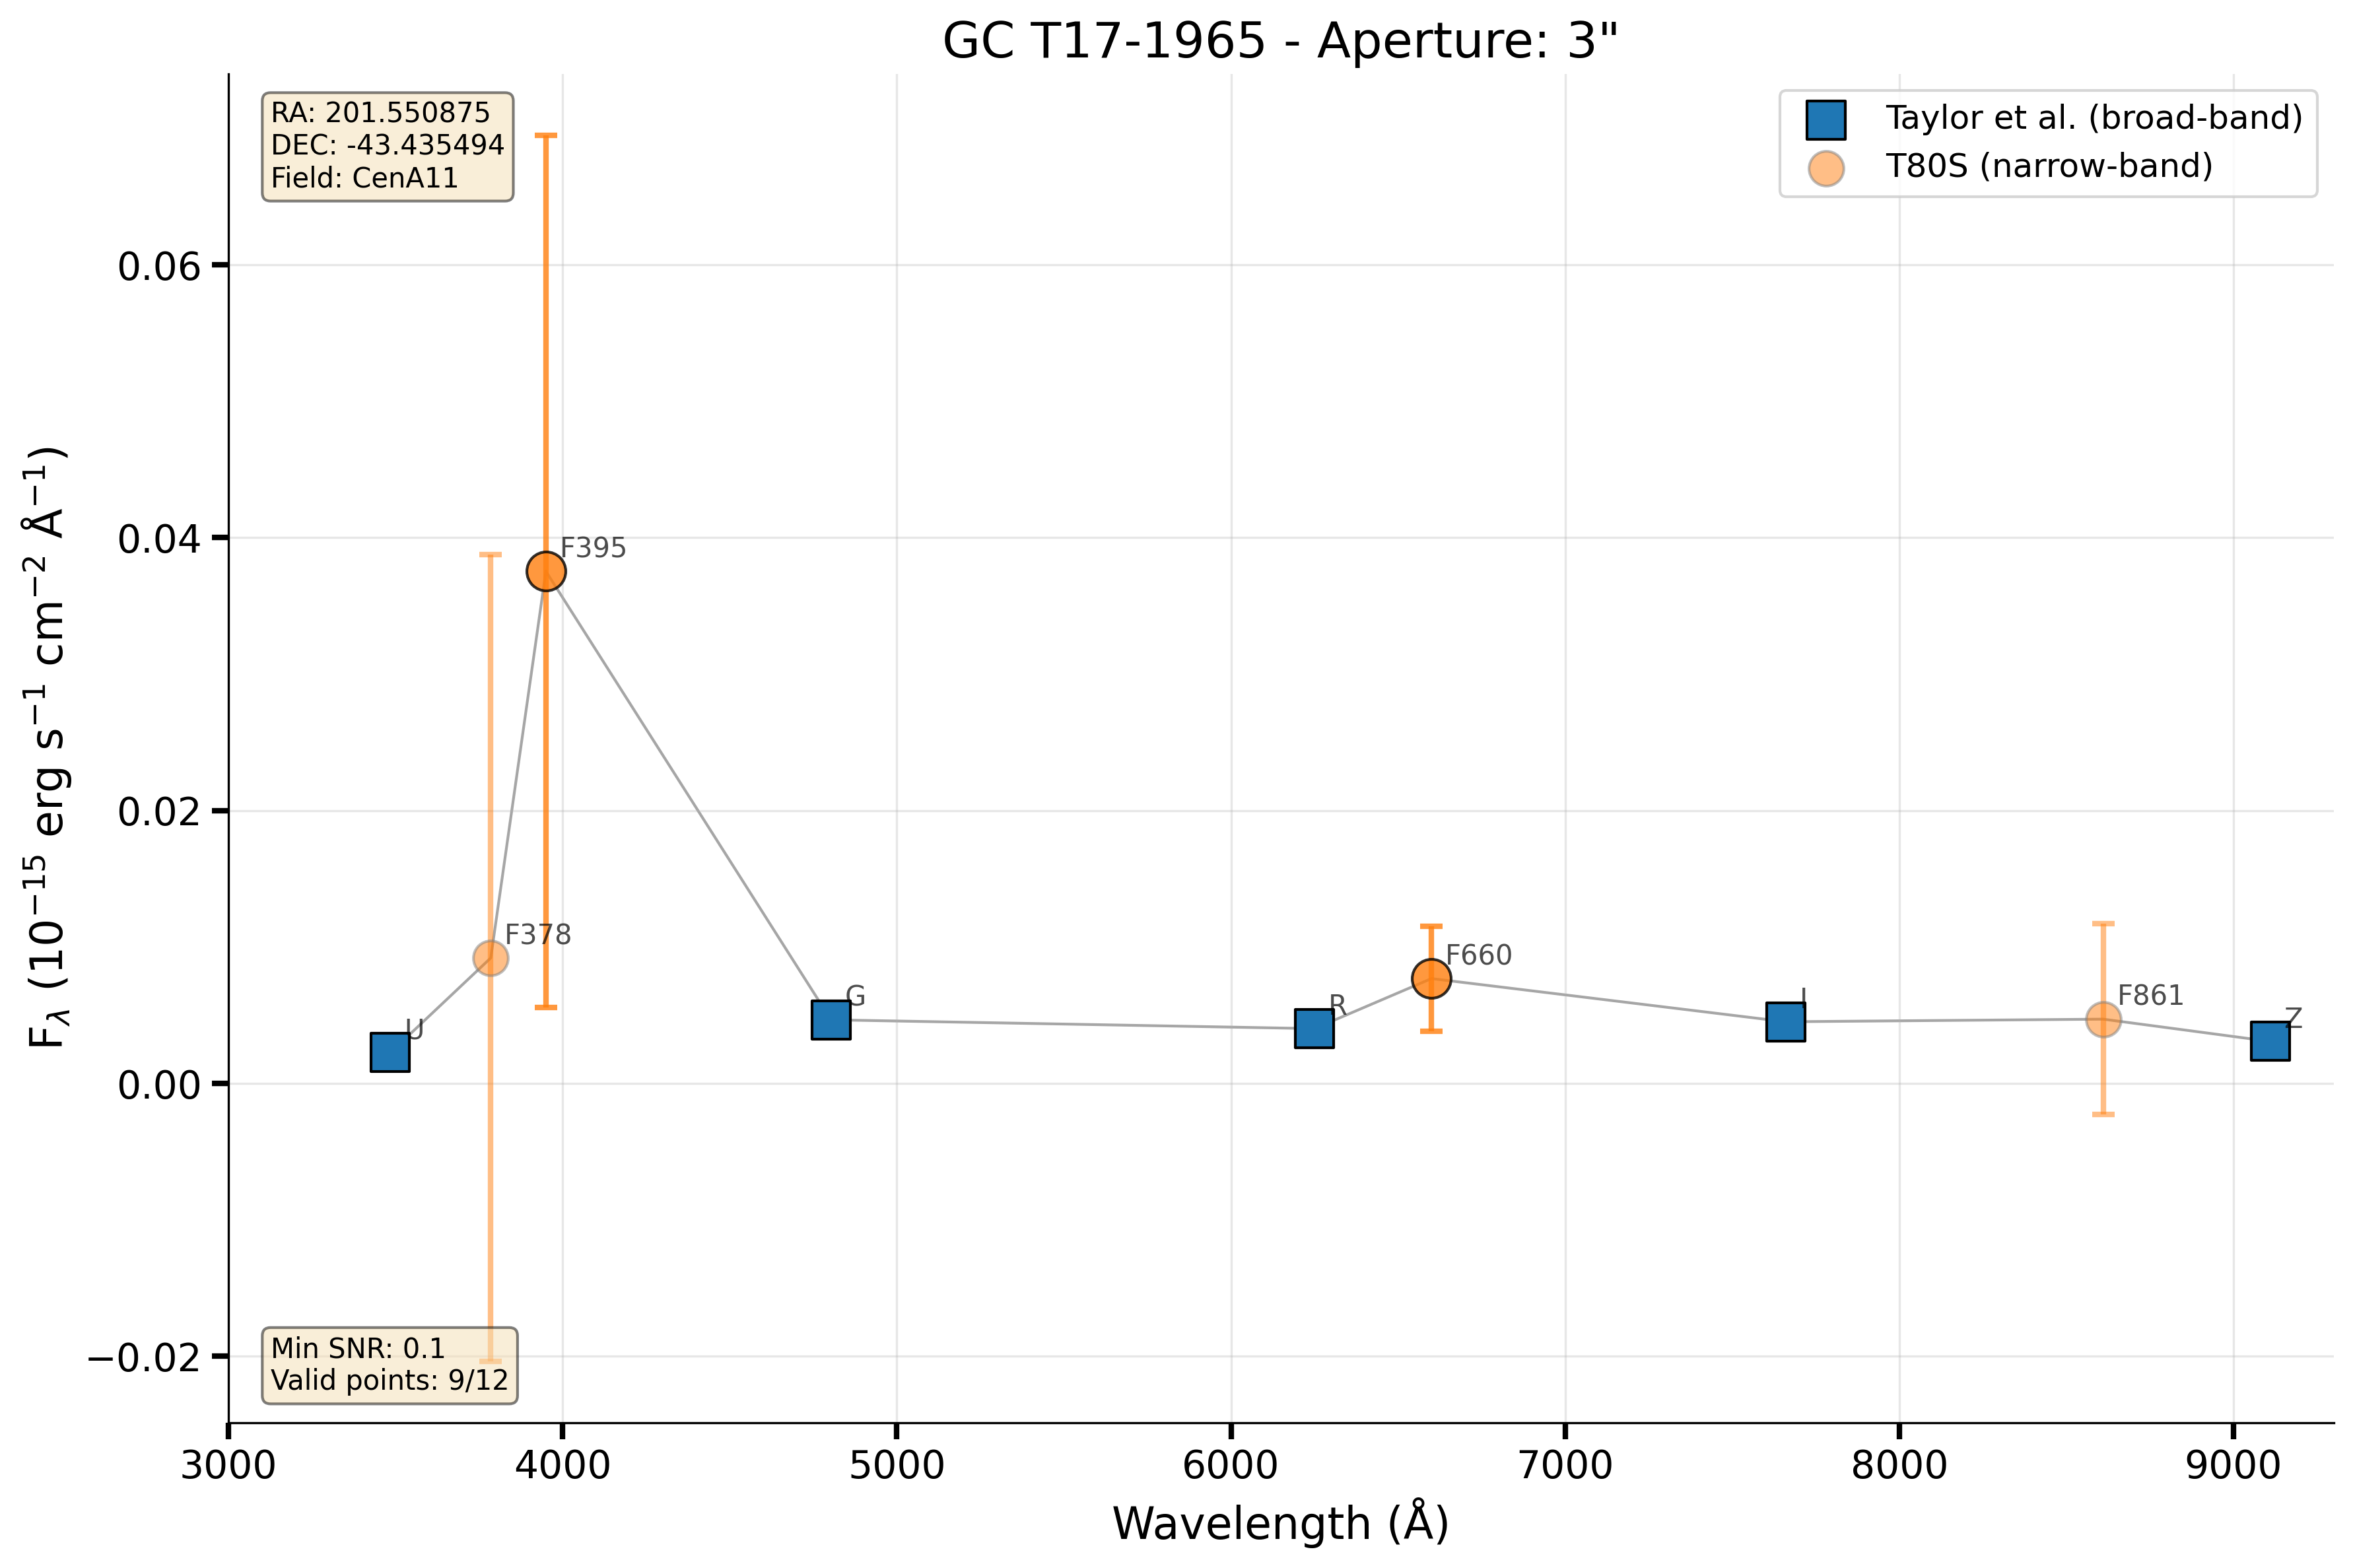 GC T17-1965 - Aperture: 3"
RA: 201.550875
DEC: -43.435494
Field: CenA11
Taylor et al. (broad-band)
T80S (narrow-band)
F_λ (10⁻¹⁵ erg s⁻¹ cm⁻² Å⁻¹)
0.06
0.04
0.02
0.00
−0.02
U
F378
F395
G
R
F660
I
F861
Z
Min SNR: 0.1
Valid points: 9/12
3000 4000 5000 6000 7000 8000 9000
Wavelength (Å)